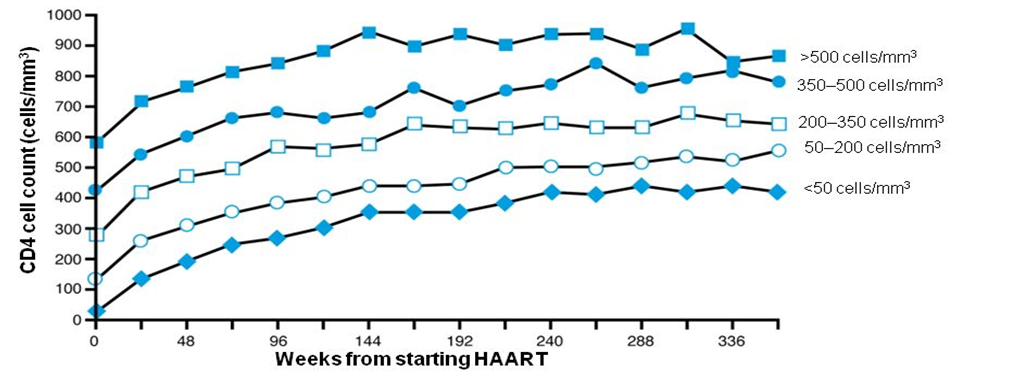 1000
900
800
700
600
500
400
300
200
100
0
CD4 cell count (cells/mm³)
>500 cells/mm³
350–500 cells/mm³
200–350 cells/mm³
50–200 cells/mm³
<50 cells/mm³
0 48 96 144 192 240 288 336
Weeks from starting HAART